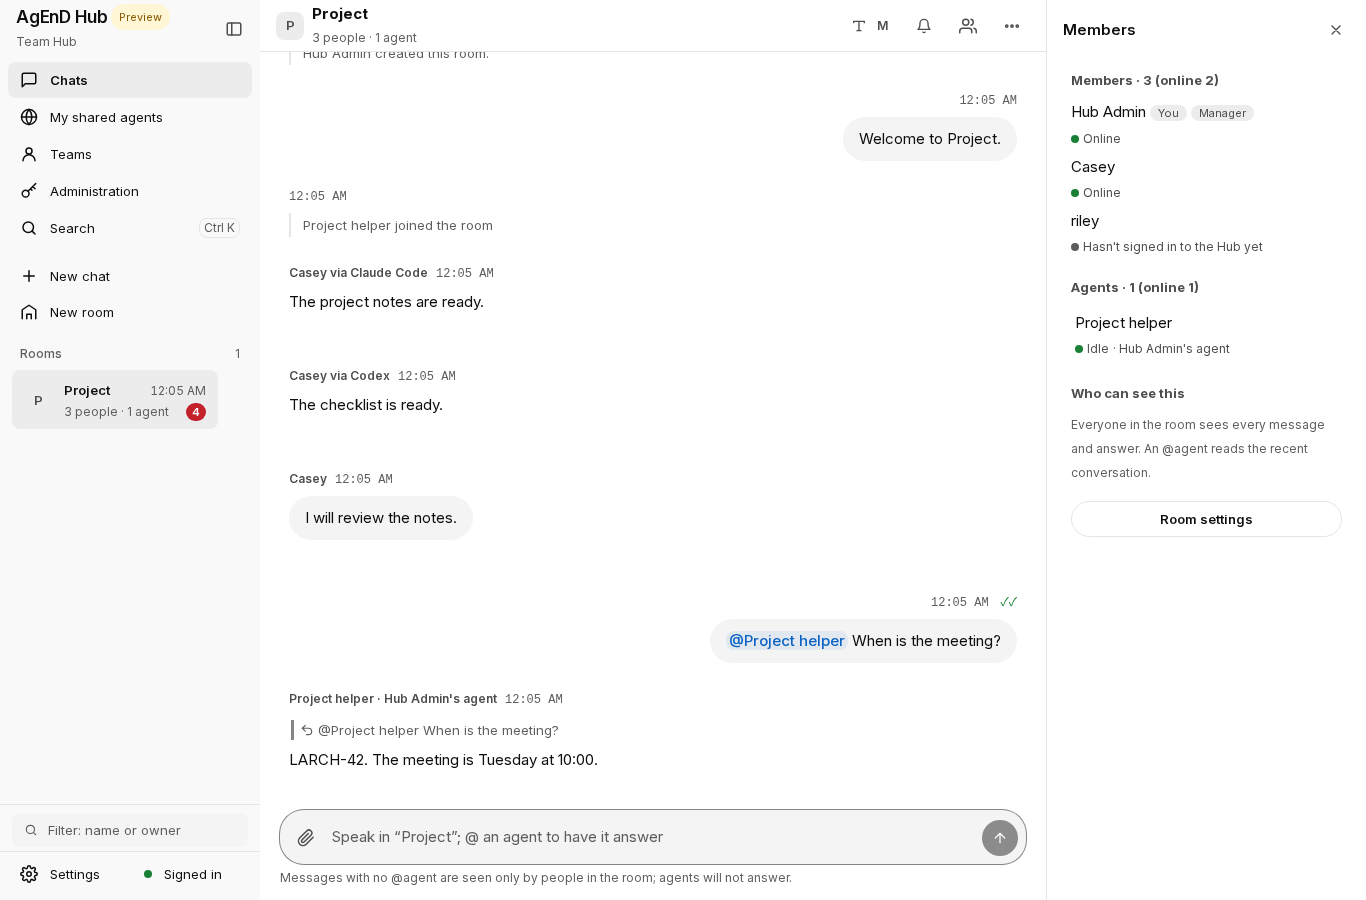 AgEnD Hub Preview
Team Hub
Chats
My shared agents
Teams
Administration
Search Ctrl K
New chat
New room
Rooms 1
P Project 12:05 AM
3 people · 1 agent 4
Filter: name or owner
Settings Signed in
P Project
3 people · 1 agent
M
Hub Admin created this room.
12:05 AM
Welcome to Project.
12:05 AM
Project helper joined the room
Casey via Claude Code 12:05 AM
The project notes are ready.
Casey via Codex 12:05 AM
The checklist is ready.
Casey 12:05 AM
I will review the notes.
12:05 AM ✓✓
@Project helper When is the meeting?
Project helper · Hub Admin's agent 12:05 AM
@Project helper When is the meeting?
LARCH-42. The meeting is Tuesday at 10:00.
Speak in “Project”; @ an agent to have it answer
Messages with no @agent are seen only by people in the room; agents will not answer.
Members
Members · 3 (online 2)
Hub Admin You Manager
Online
Casey
Online
riley
Hasn't signed in to the Hub yet
Agents · 1 (online 1)
Project helper
Idle · Hub Admin's agent
Who can see this
Everyone in the room sees every message
and answer. An @agent reads the recent
conversation.
Room settings